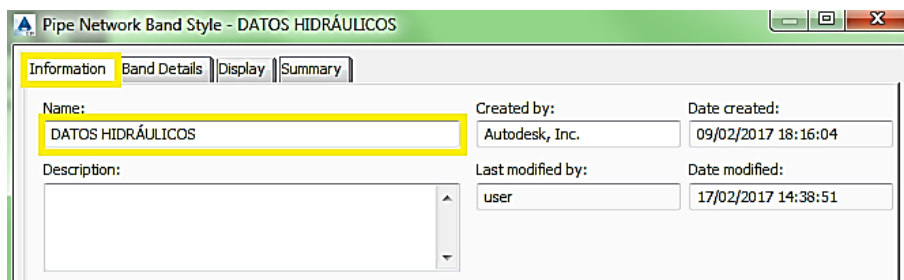 Pipe Network Band Style - DATOS HIDRÁULICOS
Information Band Details Display Summary
Name: Created by: Date created:
DATOS HIDRÁULICOS Autodesk, Inc. 09/02/2017 18:16:04
Description: Last modified by: Date modified:
user 17/02/2017 14:38:51